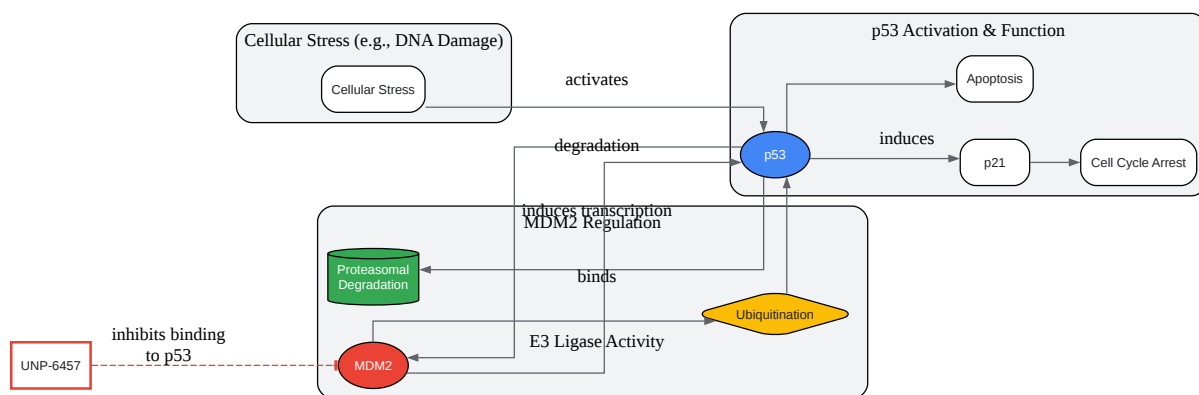 Cellular Stress (e.g., DNA Damage)
Cellular Stress
activates
p53 Activation & Function
Apoptosis
degradation
p53
induces
p21
Cell Cycle Arrest
induces transcription
MDM2 Regulation
Proteasomal
Degradation
binds
Ubiquitination
inhibits binding
to p53
E3 Ligase Activity
UNP-6457
MDM2